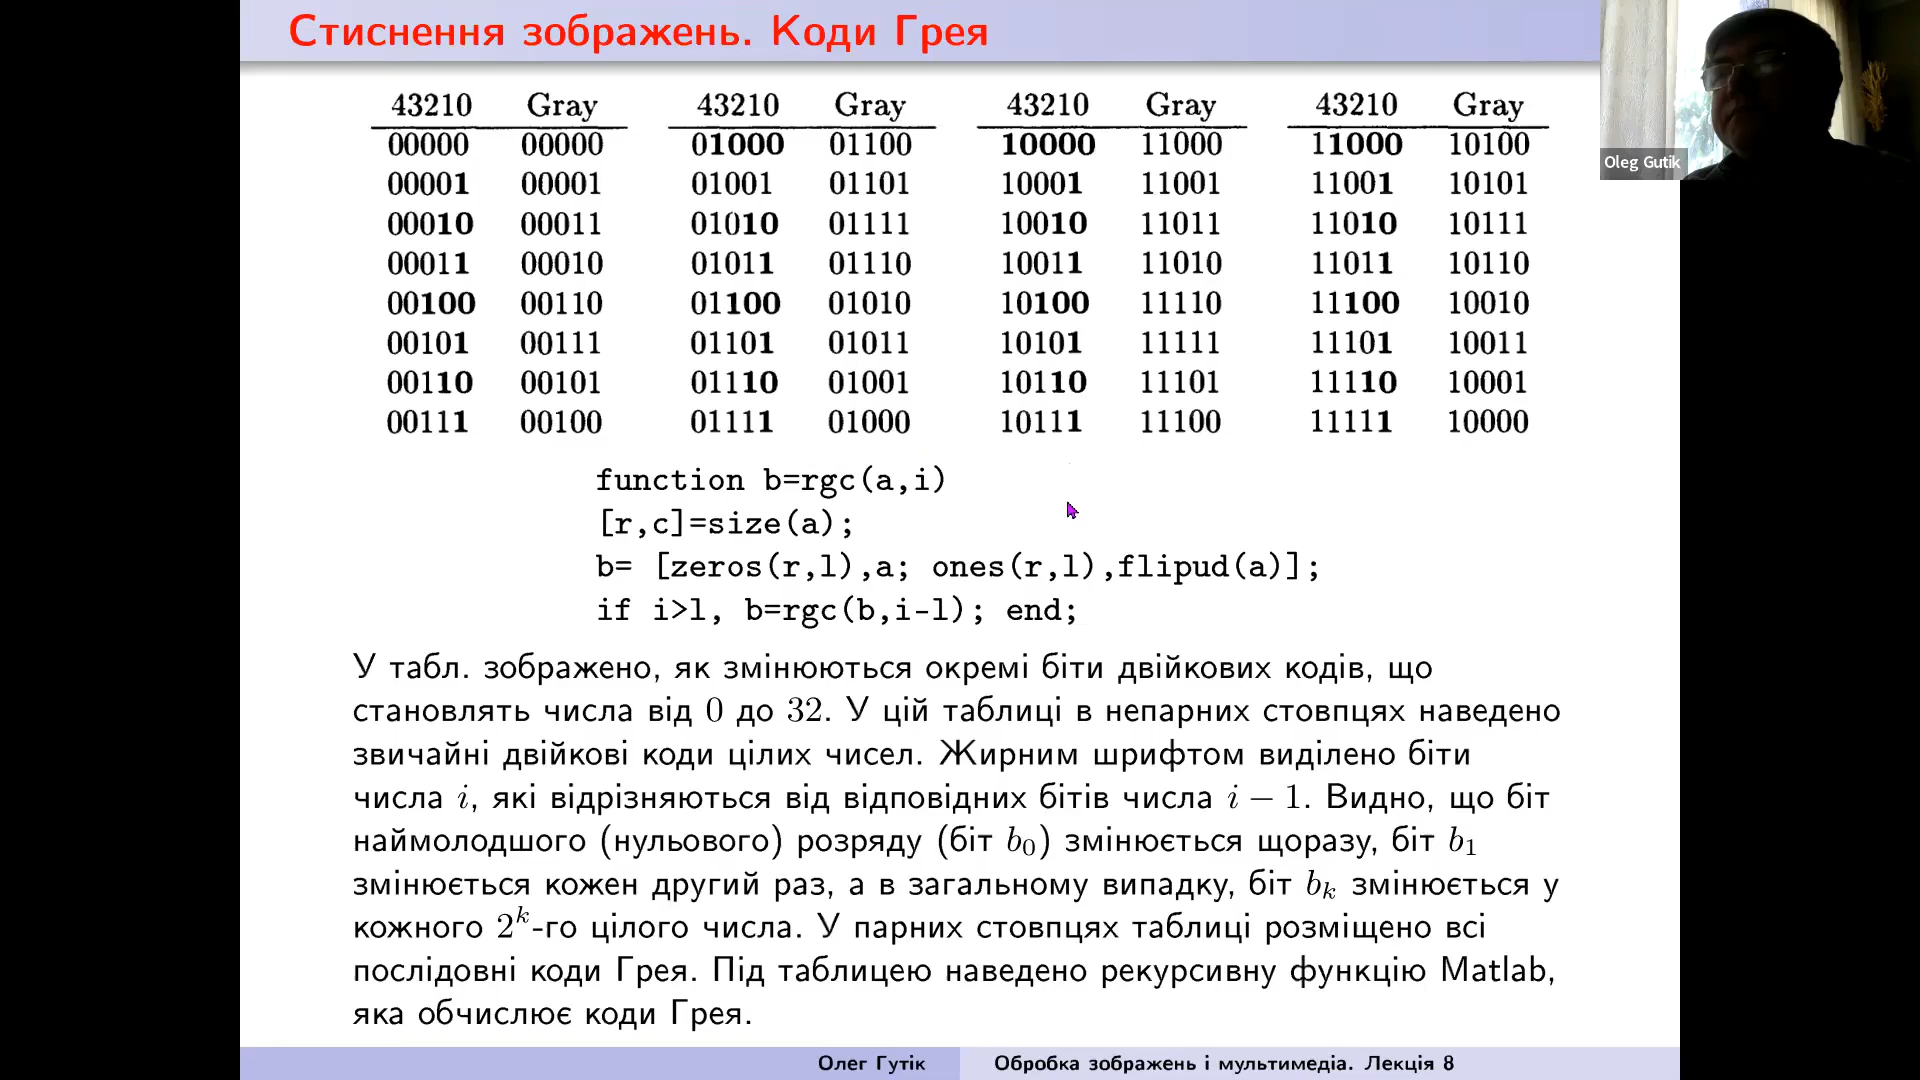 Стиснення зображень. Коди Грея
43210 Gray 43210 Gray 43210 Gray 43210 Gray
00000 00000 01000 01100 10000 11000 11000 10100
00001 00001 01001 01101 10001 11001 11001 10101
00010 00011 01010 01111 10010 11011 11010 10111
00011 00010 01011 01110 10011 11010 11011 10110
00100 00110 01100 01010 10100 11110 11100 10010
00101 00111 01101 01011 10101 11111 11101 10011
00110 00101 01110 01001 10110 11101 11110 10001
00111 00100 01111 01000 10111 11100 11111 10000
function b=rgc(a,i)
[r,c]=size(a);
b= [zeros(r,l),a; ones(r,l),flipud(a)];
if i>l, b=rgc(b,i-l); end;
У табл. зображено, як змінюються окремі біти двійкових кодів, що
становлять числа від 0 до 32. У цій таблиці в непарних стовпцях наведено
звичайні двійкові коди цілих чисел. Жирним шрифтом виділено біти
числа i, які відрізняються від відповідних бітів числа i − 1. Видно, що біт
наймолодшого (нульового) розряду (біт b₀) змінюється щоразу, біт b₁
змінюється кожен другий раз, а в загальному випадку, біт bₖ змінюється у
кожного 2ᵏ-го цілого числа. У парних стовпцях таблиці розміщено всі
послідовні коди Грея. Під таблицею наведено рекурсивну функцію Matlab,
яка обчислює коди Грея.
Олег Гутік Обробка зображень і мультимедіа. Лекція 8
Oleg Gutik